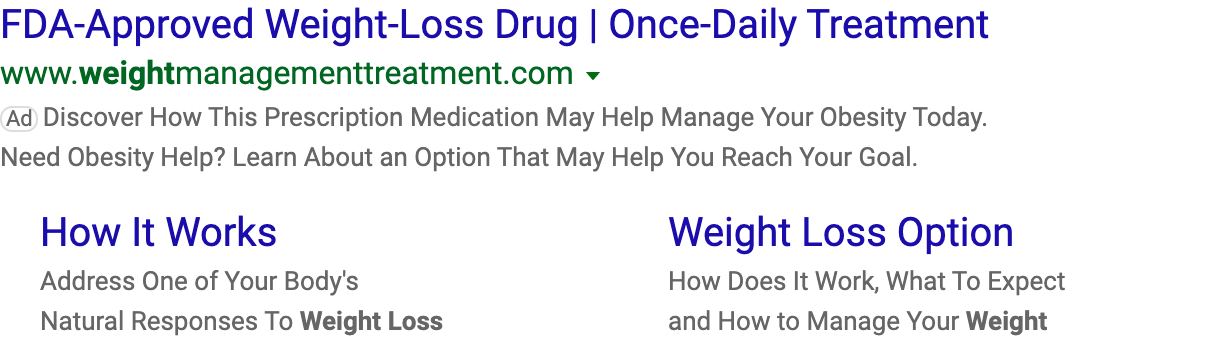 FDA-Approved Weight-Loss Drug | Once-Daily Treatment
www.weightmanagementtreatment.com
Ad Discover How This Prescription Medication May Help Manage Your Obesity Today.
Need Obesity Help? Learn About an Option That May Help You Reach Your Goal.
How It Works
Address One of Your Body's
Natural Responses To Weight Loss
Weight Loss Option
How Does It Work, What To Expect
and How to Manage Your Weight